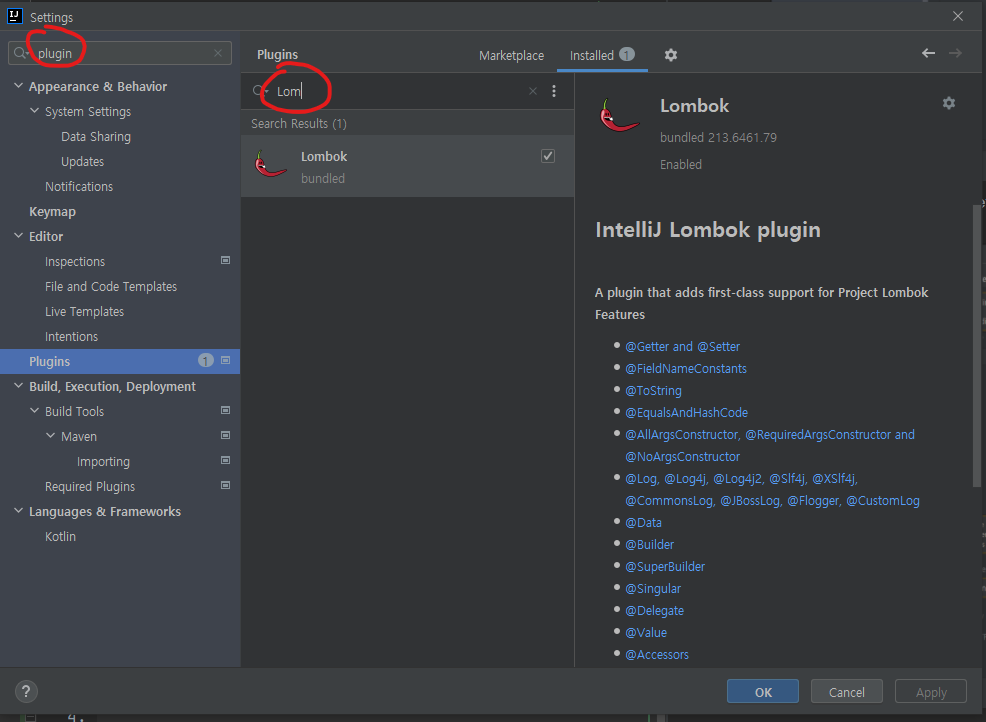 Settings
plugin
Appearance & Behavior
System Settings
Data Sharing
Updates
Notifications
Keymap
Editor
Inspections
File and Code Templates
Live Templates
Intentions
Plugins 1
Build, Execution, Deployment
Build Tools
Maven
Importing
Required Plugins
Languages & Frameworks
Kotlin
Plugins Marketplace Installed 1
Lom
Search Results (1)
Lombok
bundled
Lombok
bundled 213.6461.79
Enabled
IntelliJ Lombok plugin
A plugin that adds first-class support for Project Lombok
Features
@Getter and @Setter
@FieldNameConstants
@ToString
@EqualsAndHashCode
@AllArgsConstructor, @RequiredArgsConstructor and
@NoArgsConstructor
@Log, @Log4j, @Log4j2, @Slf4j, @XSlf4j,
@CommonsLog, @JBossLog, @Flogger, @CustomLog
@Data
@Builder
@SuperBuilder
@Singular
@Delegate
@Value
@Accessors
? OK Cancel Apply